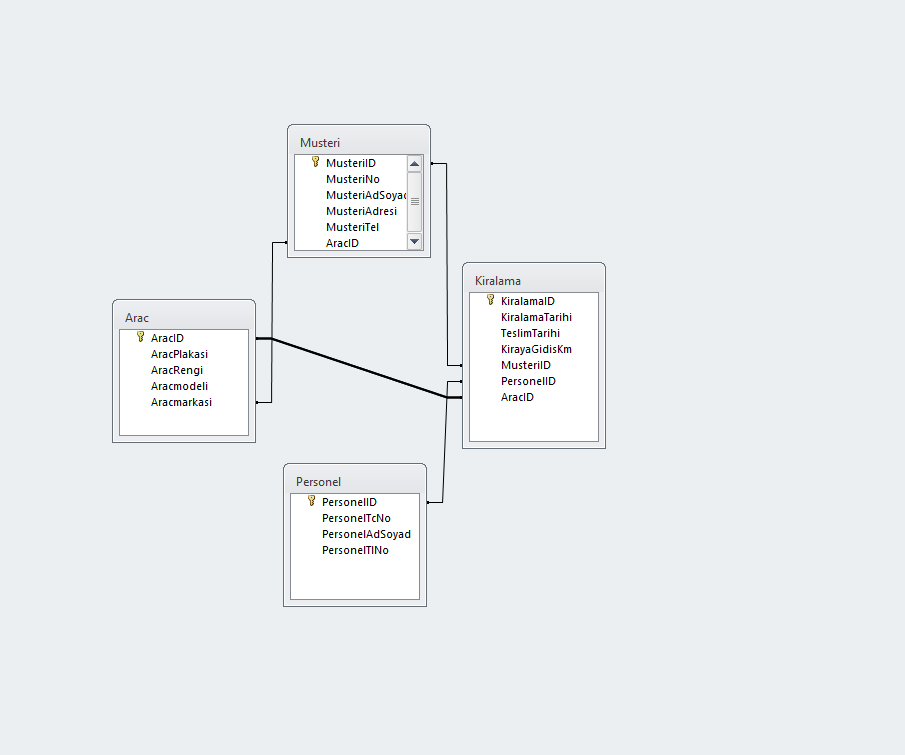 Musteri
MusteriID
MusteriNo
MusteriAdSoyad
MusteriAdresi
MusteriTel
AracID
Kiralama
KiralamaID
KiralamaTarihi
TeslimTarihi
KirayaGidisKm
MusteriID
PersonelID
AracID
Arac
AracID
AracPlakasi
AracRengi
Aracmodeli
Aracmarkasi
Personel
PersonelID
PersonelTcNo
PersonelAdSoyad
PersonelTlNo